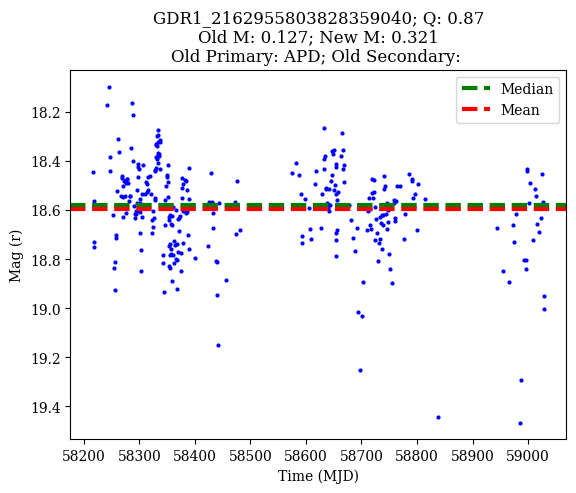 GDR1_2162955803828359040; Q: 0.87
Old M: 0.127; New M: 0.321
Old Primary: APD; Old Secondary:
Median
Mean
18.2
18.4
18.6
18.8
19.0
19.2
19.4
Mag (r)
58200 58300 58400 58500 58600 58700 58800 58900 59000
Time (MJD)